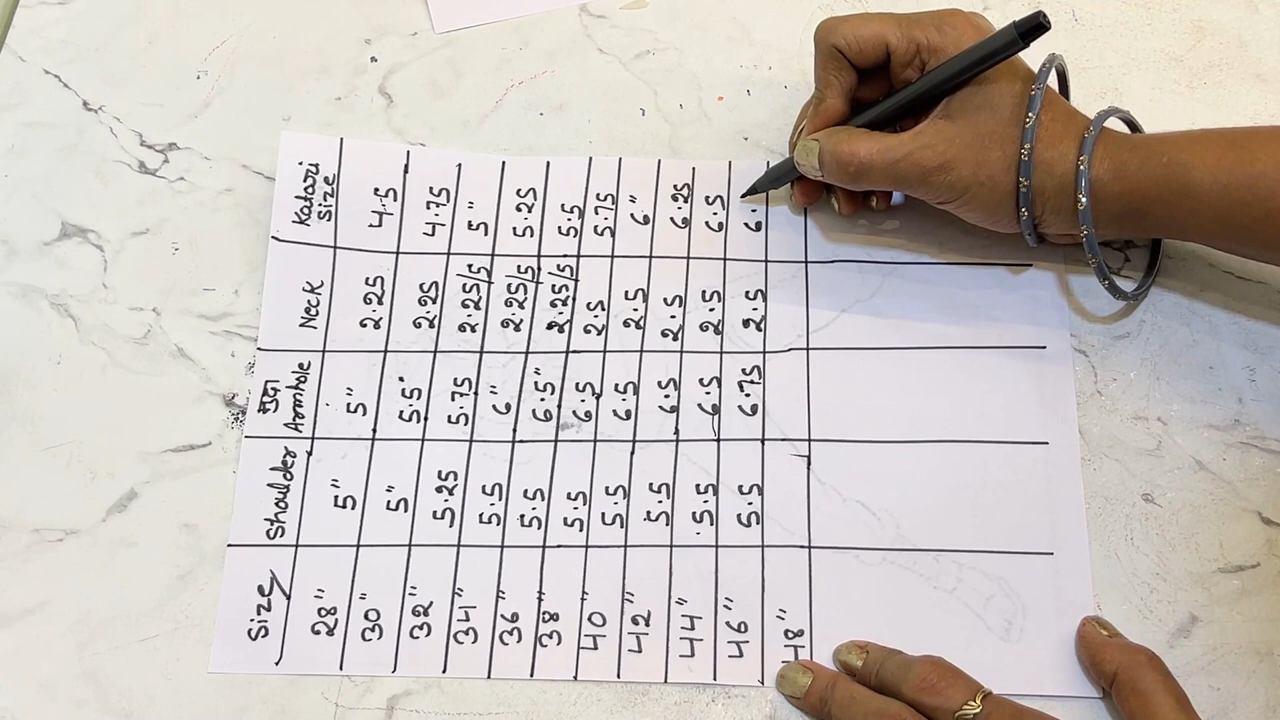 Size Shoulder Armhole Neck Katori Size
28" 5" 5" 2.25 4.5
30" 5" 5.5" 2.25 4.75
32" 5.25 5.75 2.25/5 5"
34" 5.5 6" 2.25/5 5.25
36" 5.5 6.5" 2.25/5 5.5
38" 5.5 6.5 2.5 5.75
40" 5.5 6.5 2.5 6"
42" 5.5 6.5 2.5 6.25
44" 5.5 6.5 2.5 6.5
46" 5.5 6.75 2.5 6.
48"